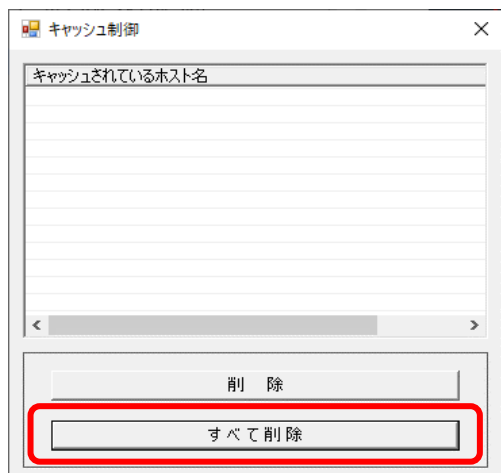 キャッシュ制御
キャッシュされているホスト名
削　除
すべて削除